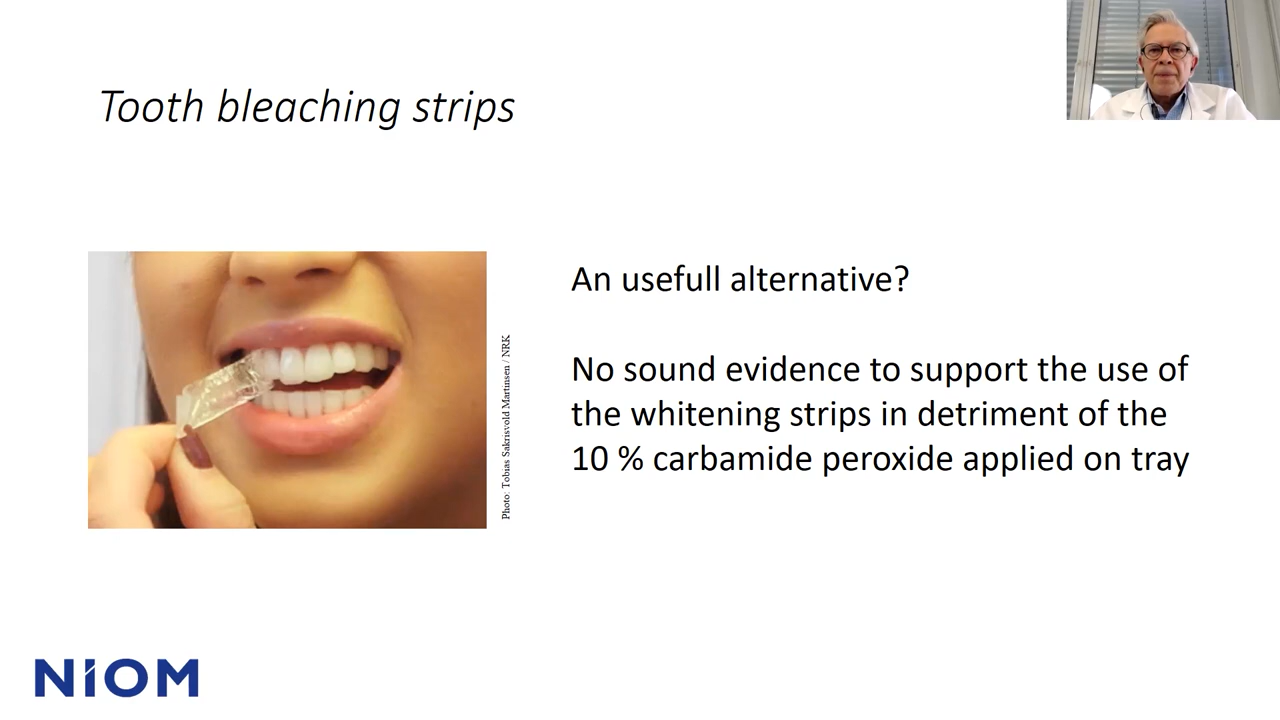 Tooth bleaching strips
An usefull alternative?
No sound evidence to support the use of
the whitening strips in detriment of the
10 % carbamide peroxide applied on tray
Photo: Tobias Sakrisvold Martinsen / NRK
NIOM